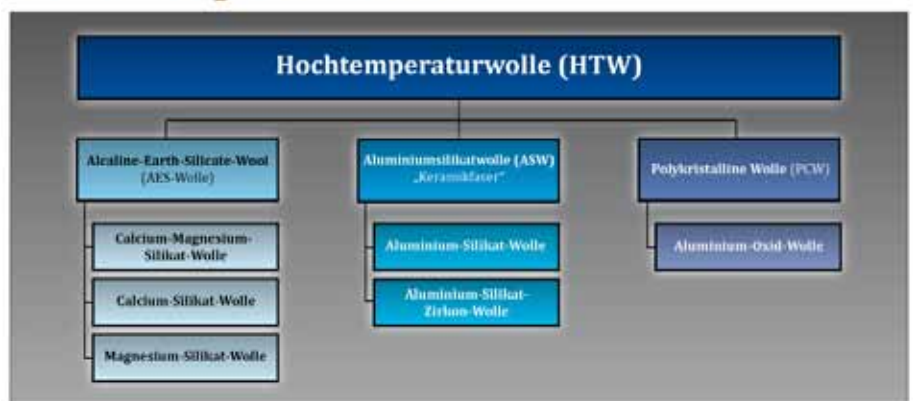 Hochtemperaturwolle (HTW)
Alcaline-Earth-Silicate-Wool
(AES-Wolle)
Calcium-Magnesium-
Silikat-Wolle
Calcium-Silikat-Wolle
Magnesium-Silikat-Wolle
Aluminiumsilikatwolle (ASW)
„Keramikfaser“
Aluminium-Silikat-Wolle
Aluminium-Silikat-
Zirkon-Wolle
Polykristalline Wolle (PCW)
Aluminium-Oxid-Wolle